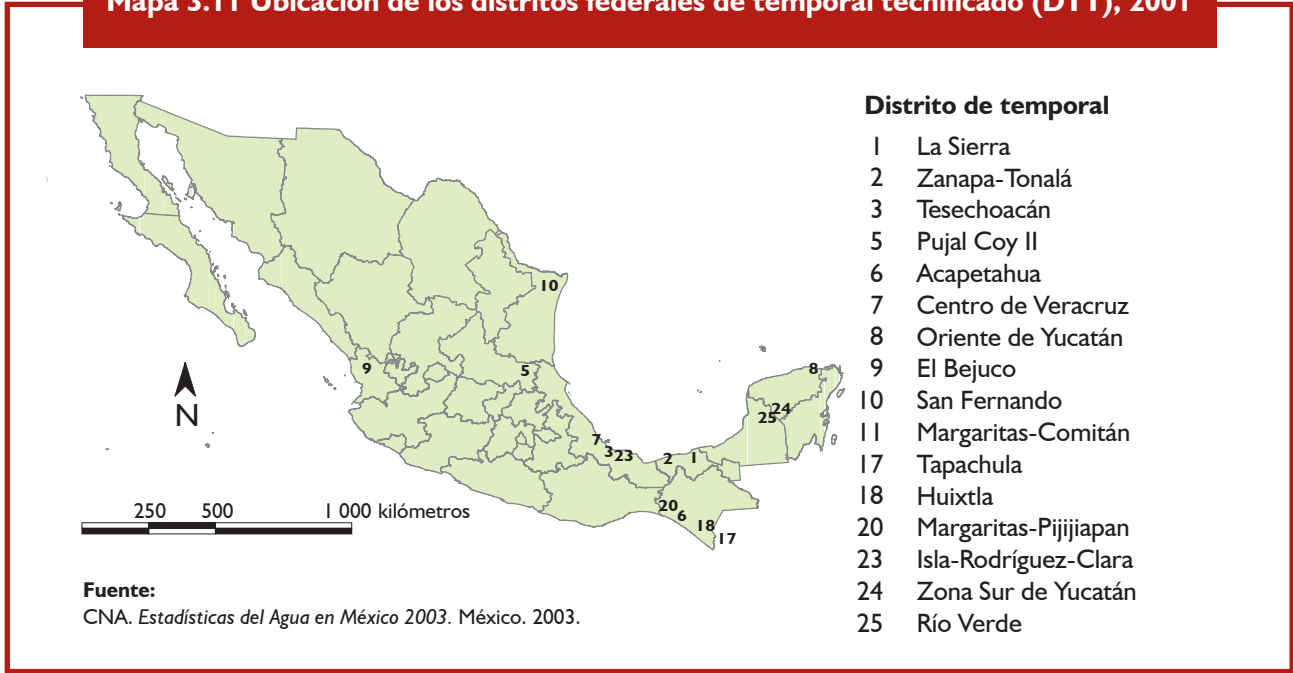 Mapa 3.11 Ubicación de los distritos federales de temporal tecnificado (DTT), 2001
Distrito de temporal
1 La Sierra
2 Zanapa-Tonalá
3 Tesechoacán
5 Pujal Coy II
6 Acapetahua
7 Centro de Veracruz
8 Oriente de Yucatán
9 El Bejuco
10 San Fernando
11 Margaritas-Comitán
17 Tapachula
18 Huixtla
20 Margaritas-Pijijiapan
23 Isla-Rodríguez-Clara
24 Zona Sur de Yucatán
25 Río Verde
10
9
5
8
24
25
7
3 23
2 1
20
6
18
17
N
250 500 1 000 kilómetros
Fuente:
CNA. Estadísticas del Agua en México 2003. México. 2003.